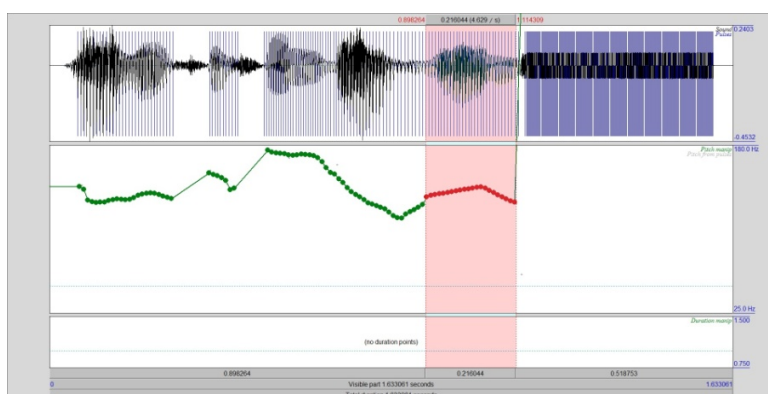 0.898264 0.216044 (4.629 / s) 1.114309
Sound 0.2403
Pulses
-0.4532
Pitch manip 180.0 Hz
Pitch from pulses
25.0 Hz
Duration manip 1.500
(no duration points)
0.750
0.898264 0.216044 0.518753
0 Visible part 1.633061 seconds 1.633061